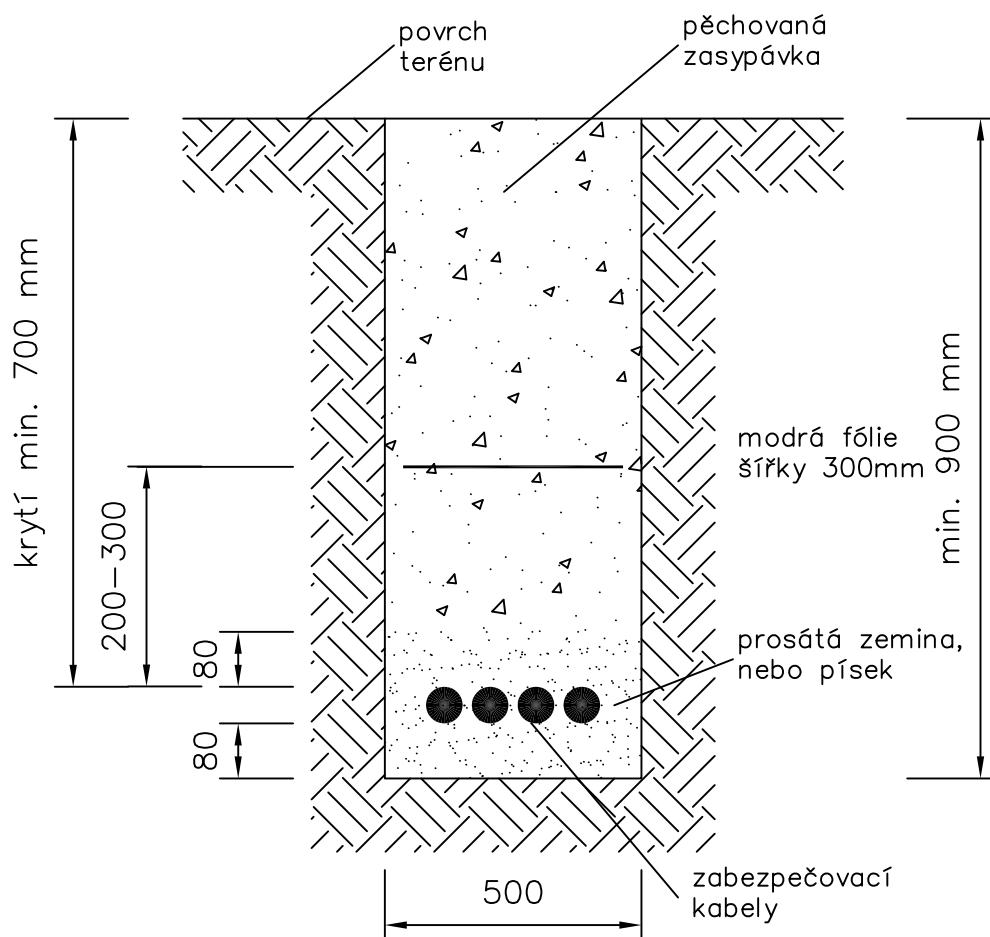 povrch
terénu
pěchovaná
zasypávka
krytí min. 700 mm
200-300
80
80
modrá fólie
šířky 300mm
min. 900 mm
prosátá zemina,
nebo písek
500
zabezpečovací
kabely